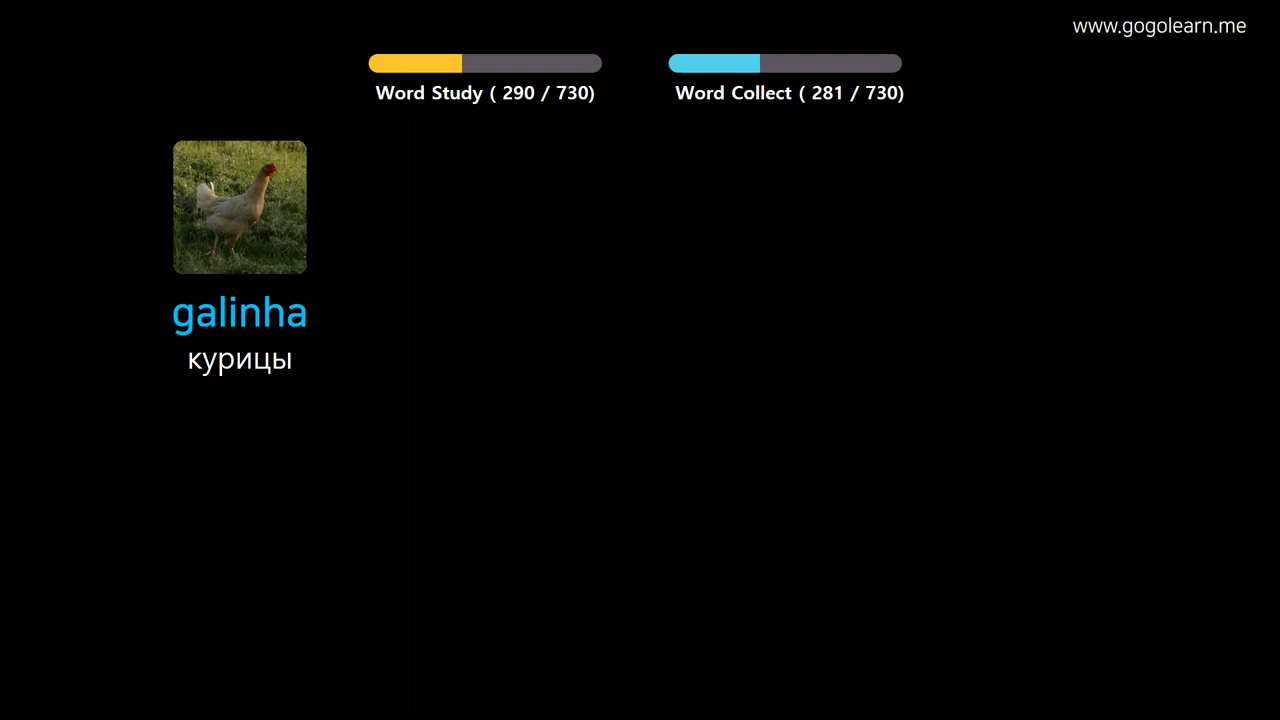 www.gogolearn.me
Word Study ( 290 / 730)
Word Collect ( 281 / 730)
galinha
курицы